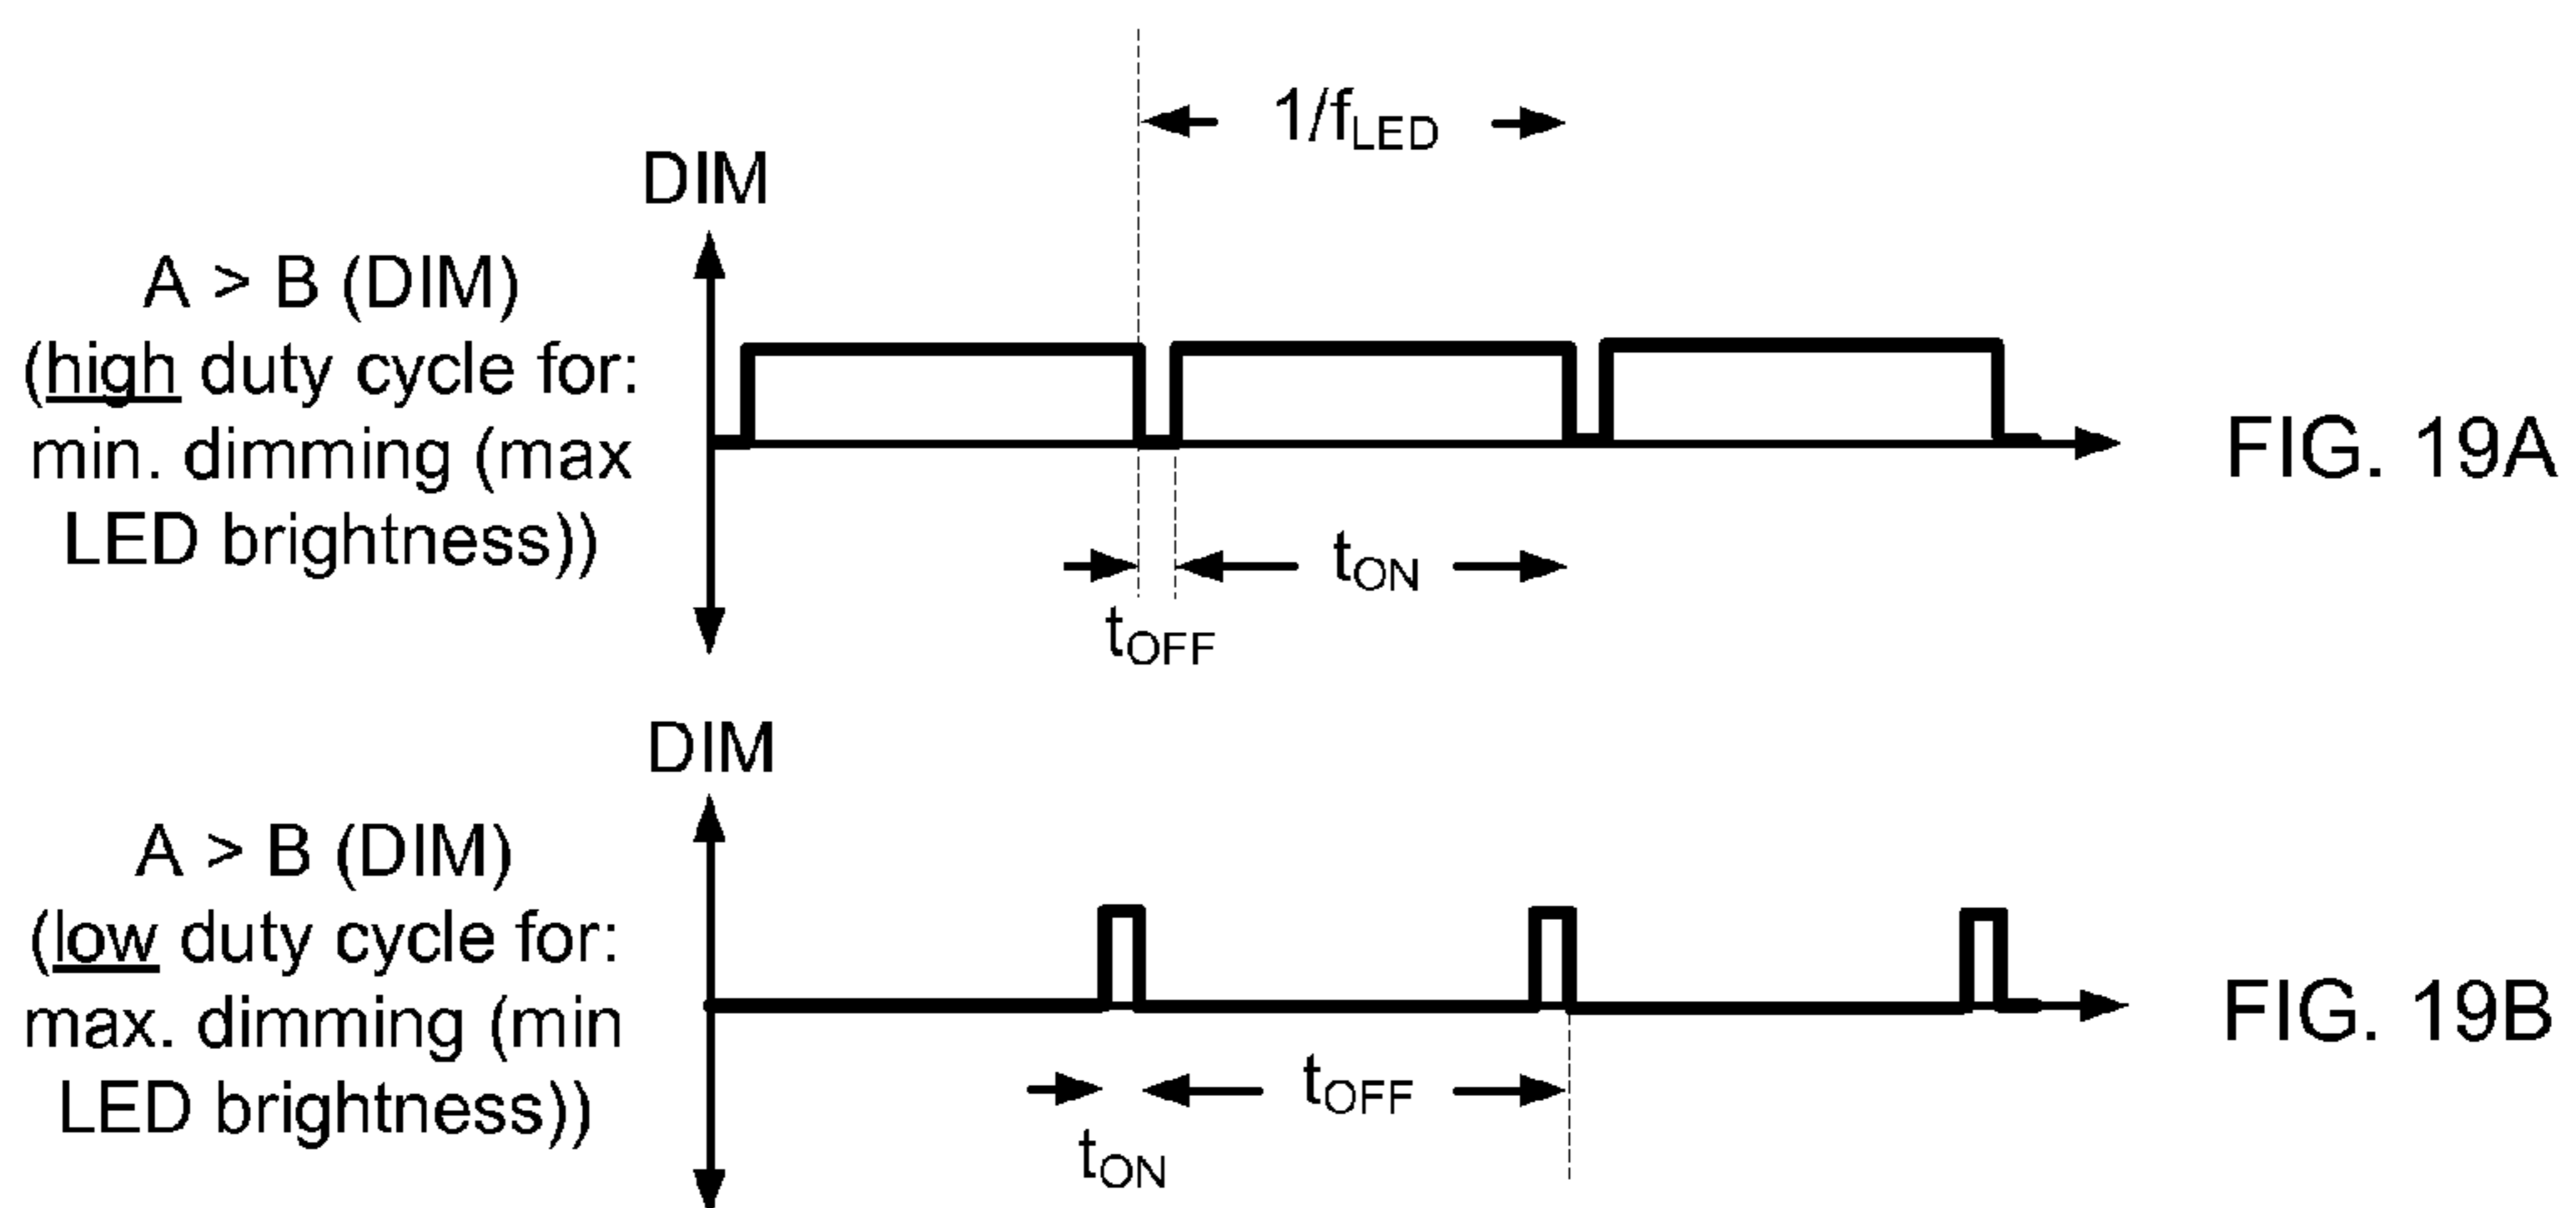 1/fLED
DIM
A > B (DIM)
(high duty cycle for:
min. dimming (max
LED brightness))
FIG. 19A
tON
tOFF
DIM
A > B (DIM)
(low duty cycle for:
max. dimming (min
LED brightness))
FIG. 19B
tOFF
tON